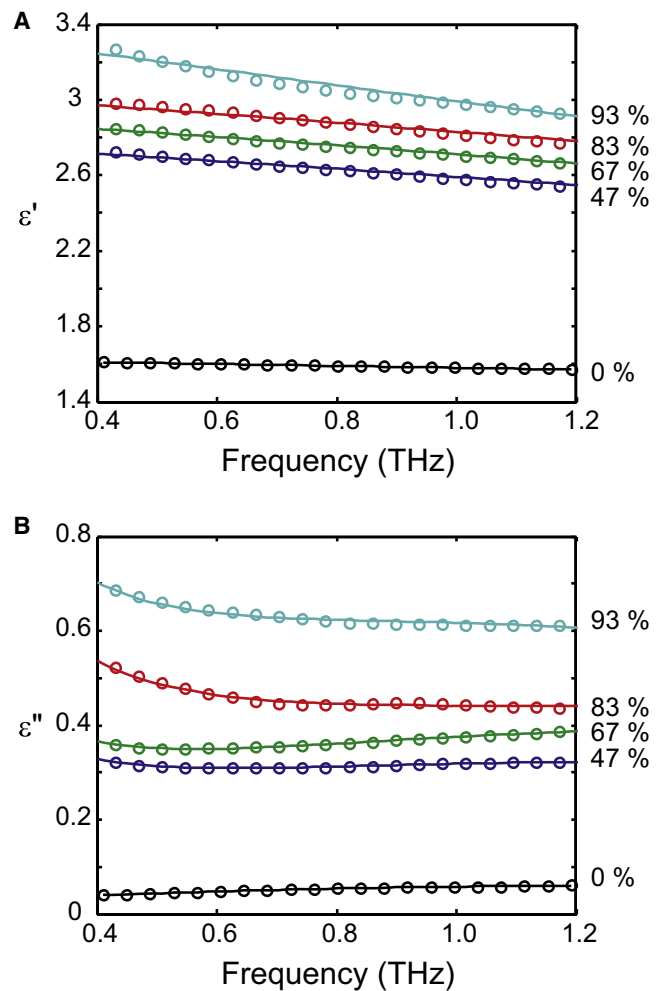 A
3.4
3
2.6
2.2
1.8
1.4
ε'
93 %
83 %
67 %
47 %
0 %
0.4 0.6 0.8 1.0 1.2
Frequency (THz)
B
0.8
0.6
0.4
0.2
0
ε"
93 %
83 %
67 %
47 %
0 %
0.4 0.6 0.8 1.0 1.2
Frequency (THz)